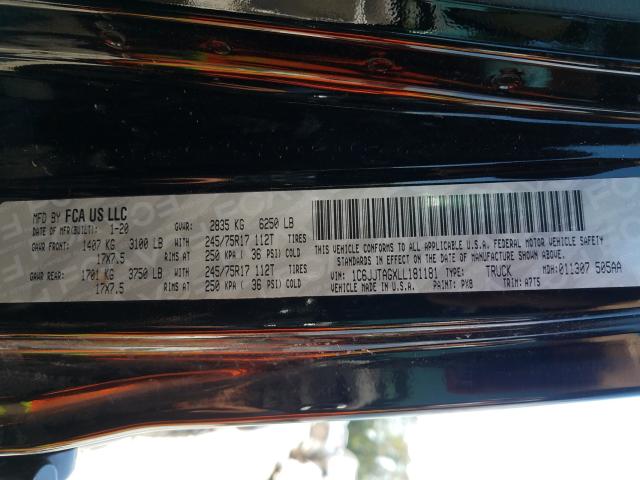 MFD BY FCA US LLC
DATE OF MFR(BUILT): 1-20 GVWR: 2835 KG 6250 LB
GAWR FRONT: 1407 KG 3100 LB WITH 245/75R17 112T TIRES
17X7.5 RIMS AT 250 KPA ( 36 PSI) COLD
GAWR REAR: 1701 KG 3750 LB WITH 245/75R17 112T TIRES
17X7.5 RIMS AT 250 KPA ( 36 PSI) COLD
THIS VEHICLE CONFORMS TO ALL APPLICABLE U.S.A. FEDERAL MOTOR VEHICLE SAFETY
STANDARDS IN EFFECT ON THE DATE OF MANUFACTURE SHOWN ABOVE.
VIN: 1C6JJTAGXLL181181 TYPE: TRUCK MDH:011307 505AA
VEHICLE MADE IN U.S.A. PAINT: PX8 TRIM: A7T5